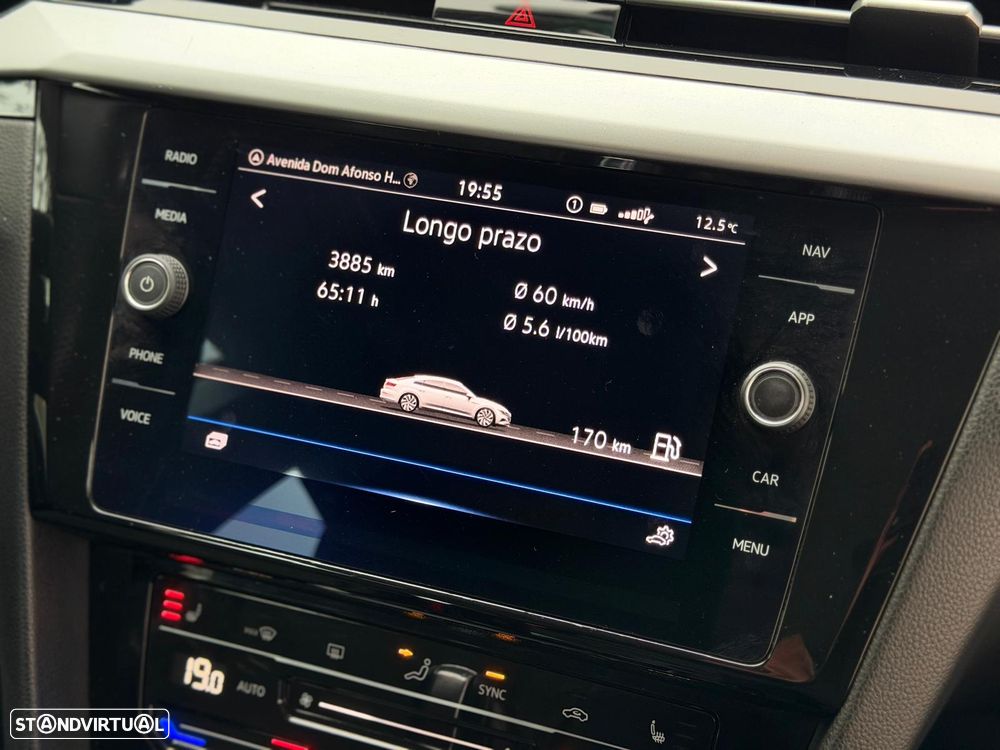 RADIO
MEDIA
PHONE
VOICE
Avenida Dom Afonso H...
19:55
1
12.5°C
<
Longo prazo
>
3885 km
65:11 h
Ø 60 km/h
Ø 5.6 l/100km
170 km
NAV
APP
CAR
MENU
19.0
AUTO
SYNC
STANDVIRTUAL